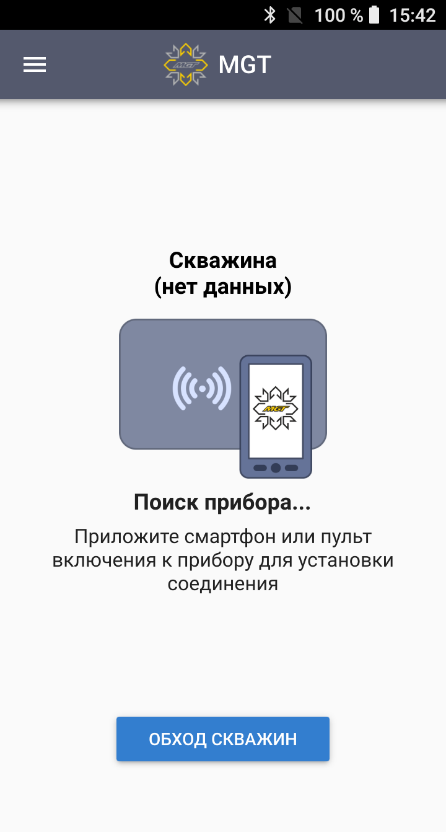 100 % 15:42
MGT
Скважина
(нет данных)
MGT
Поиск прибора...
Приложите смартфон или пульт
включения к прибору для установки
соединения
ОБХОД СКВАЖИН